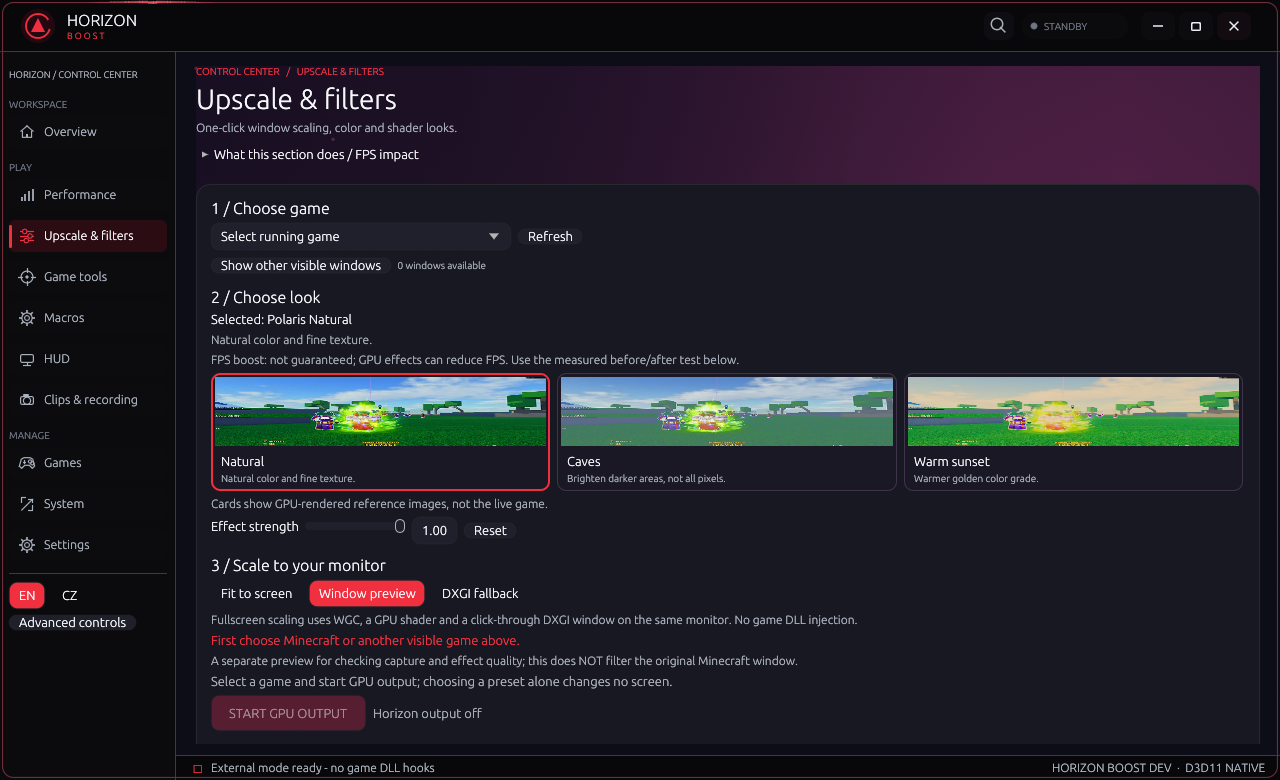 HORIZON
BOOST
STANDBY
HORIZON / CONTROL CENTER
WORKSPACE
Overview
PLAY
Performance
Upscale & filters
Game tools
Macros
HUD
Clips & recording
MANAGE
Games
System
Settings
EN CZ
Advanced controls
CONTROL CENTER / UPSCALE & FILTERS
Upscale & filters
One-click window scaling, color and shader looks.
What this section does / FPS impact
1 / Choose game
Select running game Refresh
Show other visible windows 0 windows available
2 / Choose look
Selected: Polaris Natural
Natural color and fine texture.
FPS boost: not guaranteed; GPU effects can reduce FPS. Use the measured before/after test below.
Natural
Natural color and fine texture.
Caves
Brighten darker areas, not all pixels.
Warm sunset
Warmer golden color grade.
Cards show GPU-rendered reference images, not the live game.
Effect strength 1.00 Reset
3 / Scale to your monitor
Fit to screen Window preview DXGI fallback
Fullscreen scaling uses WGC, a GPU shader and a click-through DXGI window on the same monitor. No game DLL injection.
First choose Minecraft or another visible game above.
A separate preview for checking capture and effect quality; this does NOT filter the original Minecraft window.
Select a game and start GPU output; choosing a preset alone changes no screen.
START GPU OUTPUT Horizon output off
External mode ready - no game DLL hooks
HORIZON BOOST DEV · D3D11 NATIVE